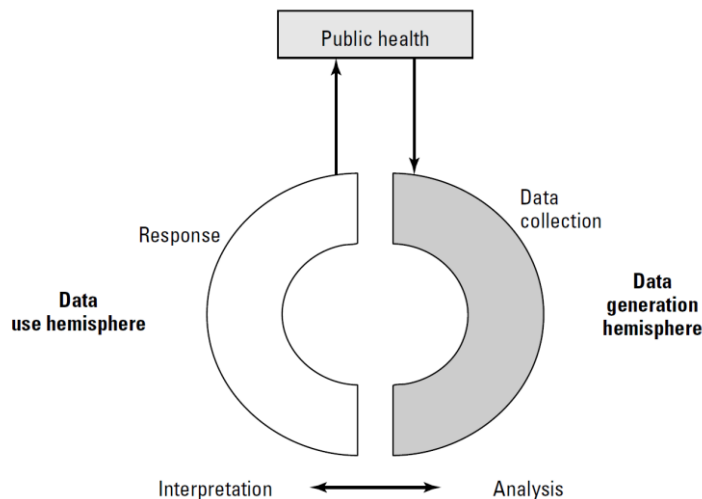 Public health
Data
collection
Response
Data
use hemisphere
Data
generation
hemisphere
Interpretation
Analysis